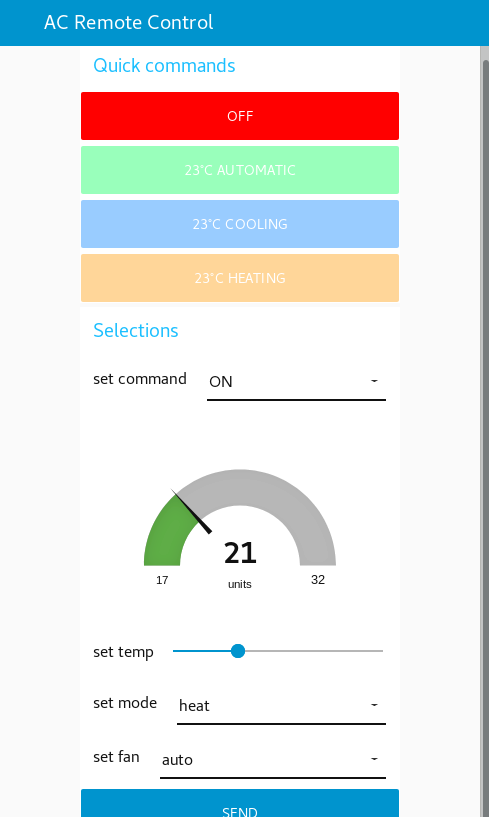 AC Remote Control
Quick commands
OFF
23°C AUTOMATIC
23°C COOLING
23°C HEATING
Selections
set command ON
21
17 units 32
set temp
set mode heat
set fan auto
SEND